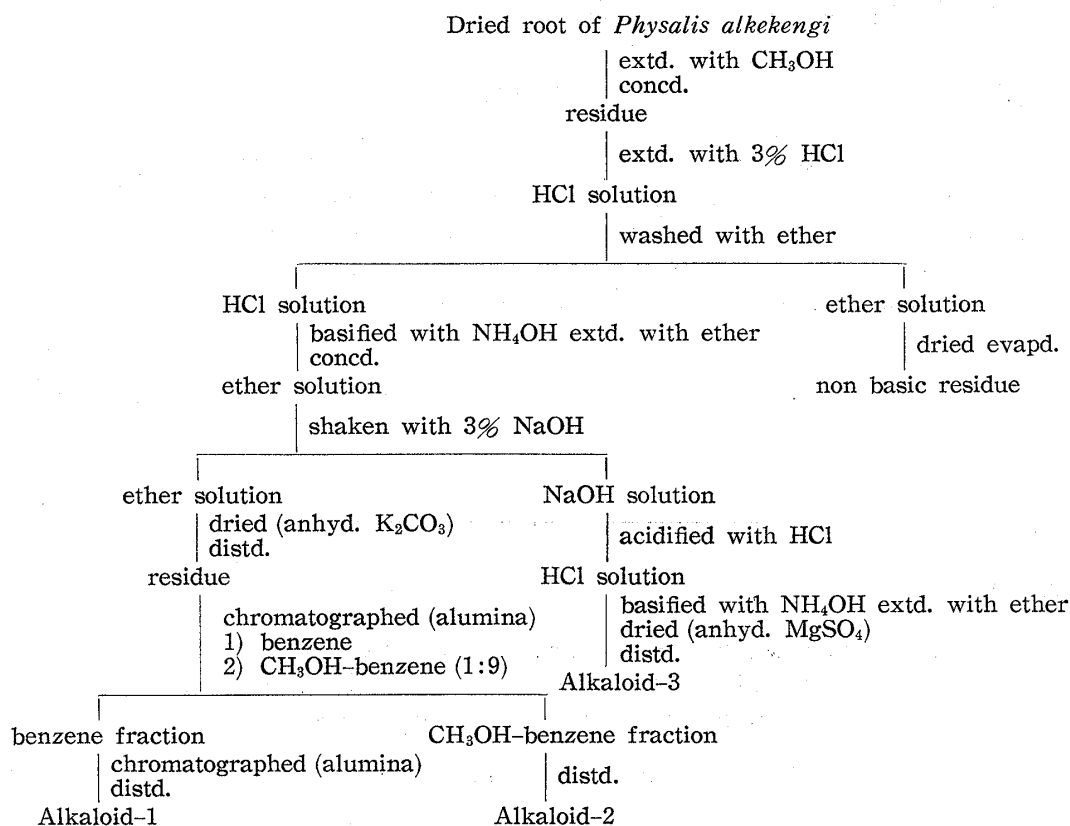 Dried root of Physalis alkekengi
extd. with CH₃OH
concd.
residue
extd. with 3% HCl
HCl solution
washed with ether
HCl solution
ether solution
basified with NH₄OH extd. with ether
concd.
dried evapd.
ether solution
non basic residue
shaken with 3% NaOH
ether solution
NaOH solution
dried (anhyd. K₂CO₃)
distd.
acidified with HCl
residue
HCl solution
chromatographed (alumina)
1) benzene
2) CH₃OH–benzene (1:9)
basified with NH₄OH extd. with ether
dried (anhyd. MgSO₄)
distd.
Alkaloid–3
benzene fraction
CH₃OH–benzene fraction
chromatographed (alumina)
distd.
distd.
Alkaloid–1
Alkaloid–2